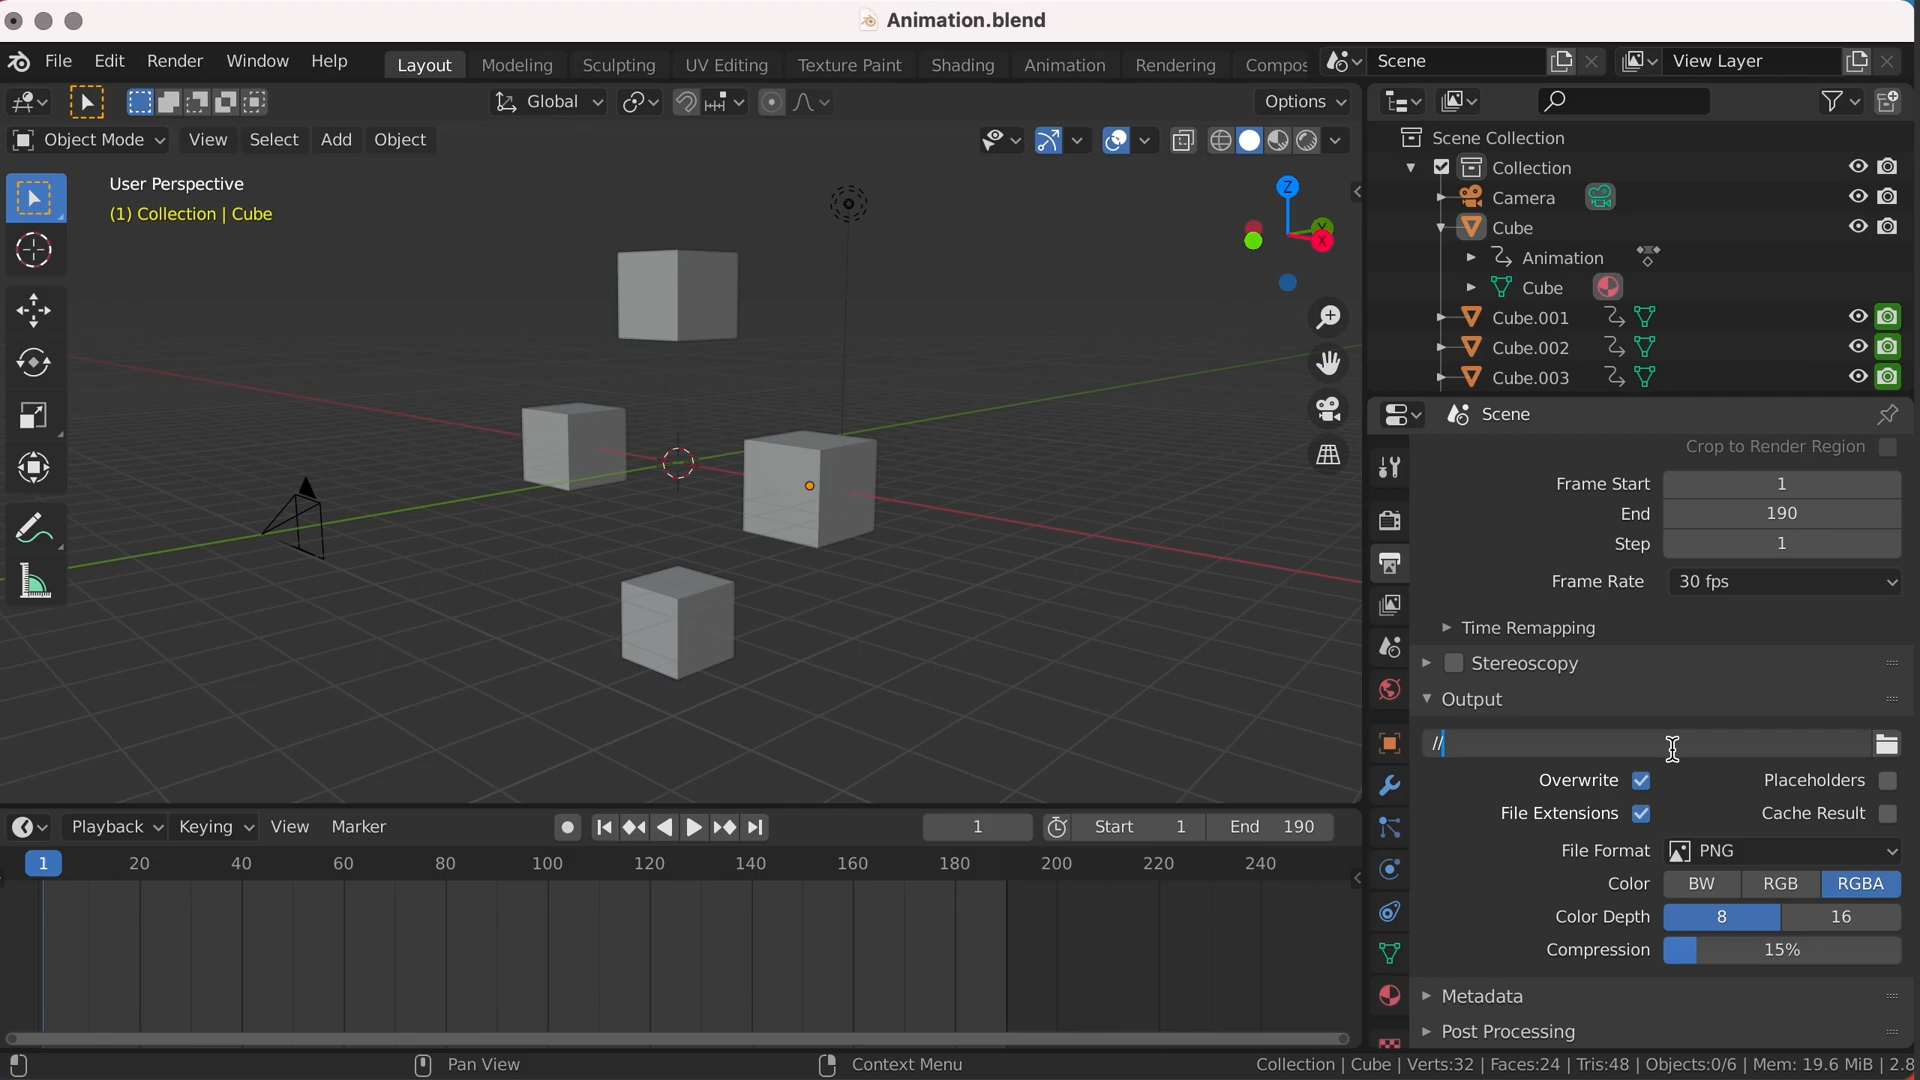 Animation.blend
File Edit Render Window Help Layout Modeling Sculpting UV Editing Texture Paint Shading Animation Rendering Compos Scene View Layer
Global Options
Object Mode View Select Add Object
User Perspective
(1) Collection | Cube
Z
Y
X
Scene Collection
Collection
Camera
Cube
Animation
Cube
Cube.001
Cube.002
Cube.003
Scene
Crop to Render Region
Frame Start 1
End 190
Step 1
Frame Rate 30 fps
Time Remapping
Stereoscopy
Output
//
Overwrite Placeholders
File Extensions Cache Result
File Format PNG
Color BW RGB RGBA
Color Depth 8 16
Compression 15%
Metadata
Post Processing
Playback Keying View Marker 1 Start 1 End 190
1 20 40 60 80 100 120 140 160 180 200 220 240
Pan View Context Menu Collection | Cube | Verts:32 | Faces:24 | Tris:48 | Objects:0/6 | Mem: 19.6 MiB | 2.8